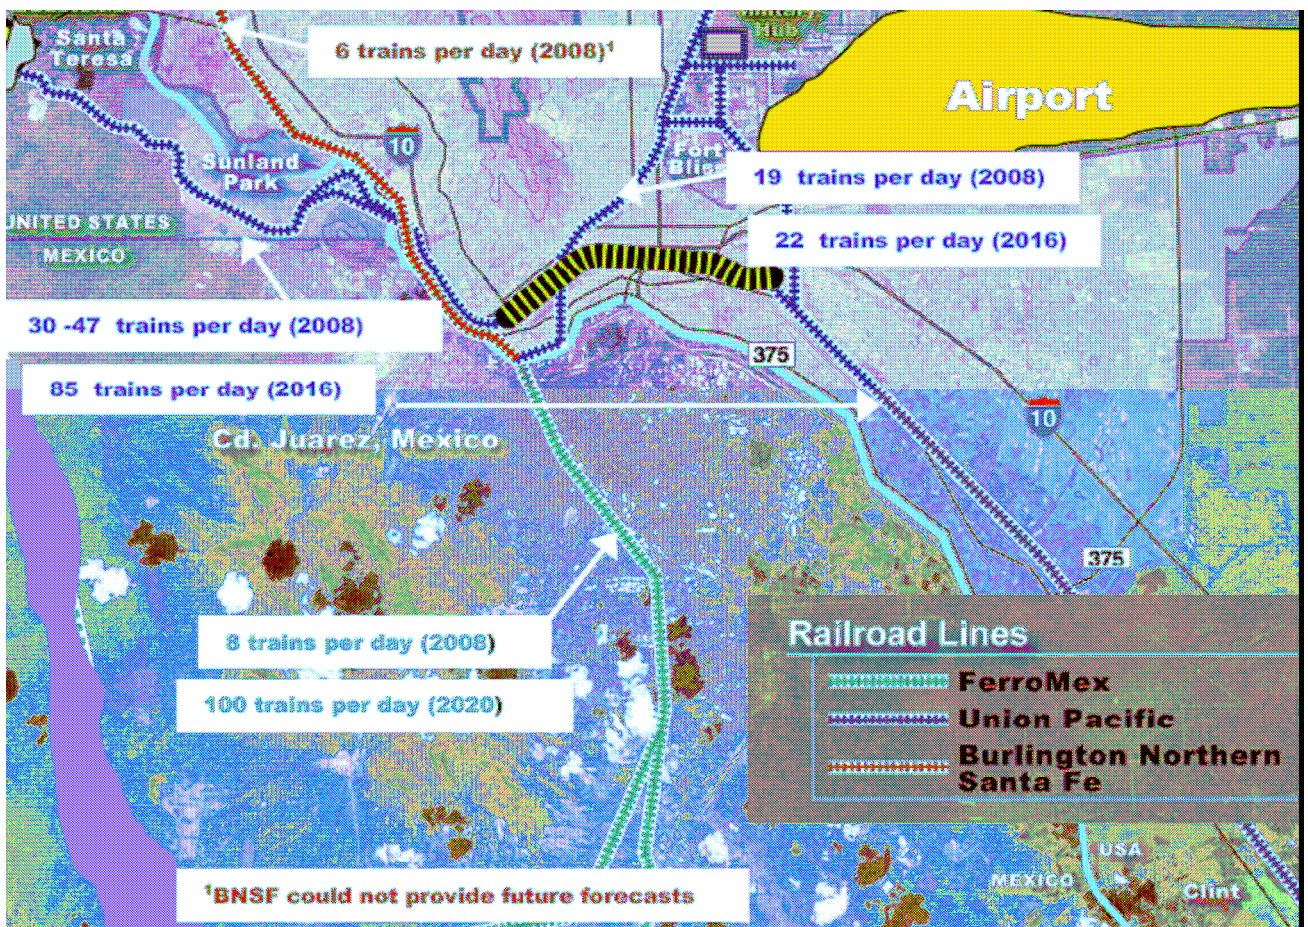 Military
Hub
Santa
Teresa
6 trains per day (2008)¹
Airport
10
Sunland
Park
Fort
19 trains per day (2008)
UNITED STATES
MEXICO
22 trains per day (2016)
30 -47 trains per day (2008)
375
85 trains per day (2016)
10
Cd. Juarez, Mexico
375
8 trains per day (2008)
100 trains per day (2020)
Railroad Lines
FerroMex
Union Pacific
Burlington Northern
Santa Fe
¹BNSF could not provide future forecasts
USA
MEXICO
Clint